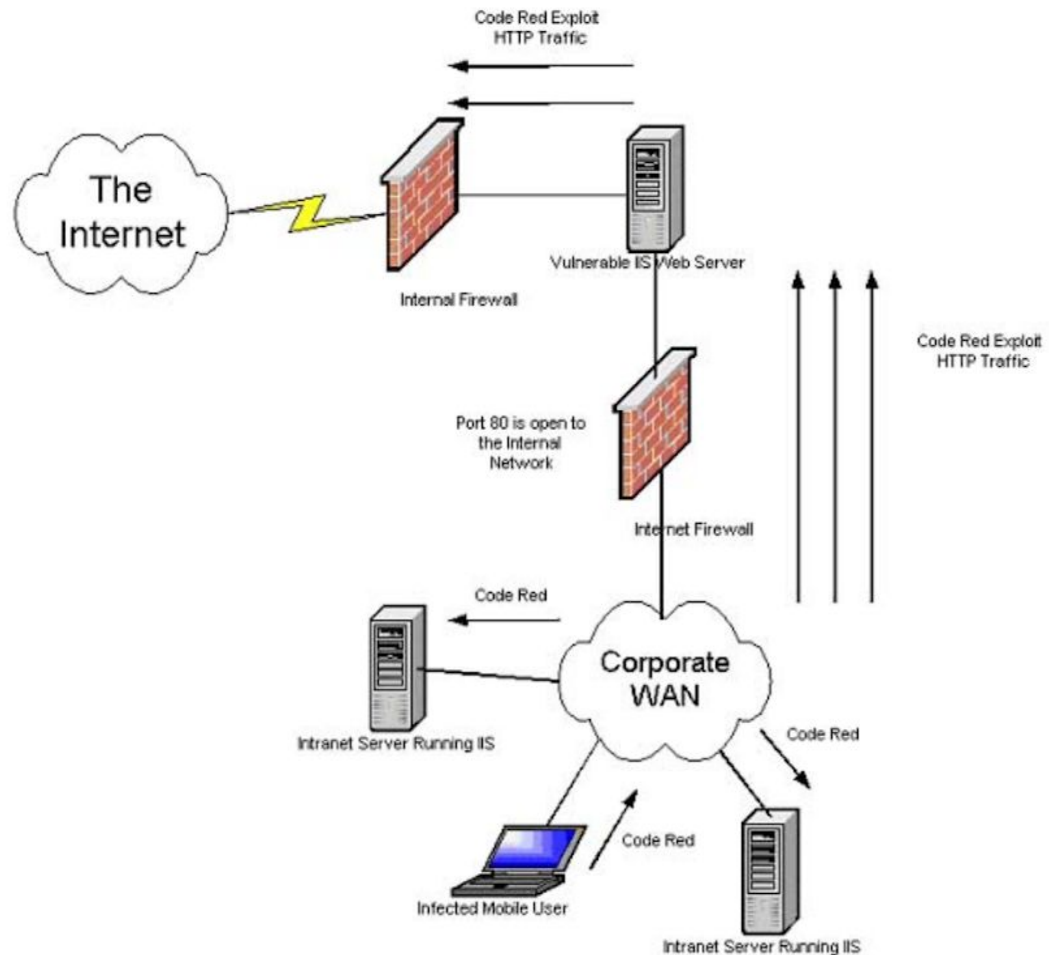 Code Red Exploit
HTTP Traffic
The
Internet
Vulnerable IIS Web Server
Internal Firewall
Code Red Exploit
HTTP Traffic
Port 80 is open to
the Internal
Network
Internet Firewall
Code Red
Corporate
WAN
Intranet Server Running IIS
Code Red
Code Red
Infected Mobile User
Intranet Server Running IIS